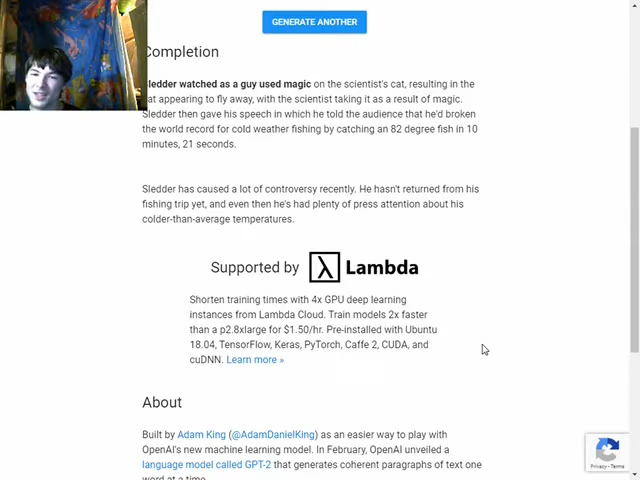 GENERATE ANOTHER
Completion
Sledder watched as a guy used magic on the scientist's cat, resulting in the
cat appearing to fly away, with the scientist taking it as a result of magic.
Sledder then gave his speech in which he told the audience that he'd broken
the world record for cold weather fishing by catching an 82 degree fish in 10
minutes, 21 seconds.
Sledder has caused a lot of controversy recently. He hasn't returned from his
fishing trip yet, and even then he's had plenty of press attention about his
colder-than-average temperatures.
Supported by λ Lambda
Shorten training times with 4x GPU deep learning
instances from Lambda Cloud. Train models 2x faster
than a p2.8xlarge for $1.50/hr. Pre-installed with Ubuntu
18.04, TensorFlow, Keras, PyTorch, Caffe 2, CUDA, and
cuDNN. Learn more »
About
Built by Adam King (@AdamDanielKing) as an easier way to play with
OpenAI's new machine learning model. In February, OpenAI unveiled a
language model called GPT-2 that generates coherent paragraphs of text one
word at a time.
Privacy - Terms